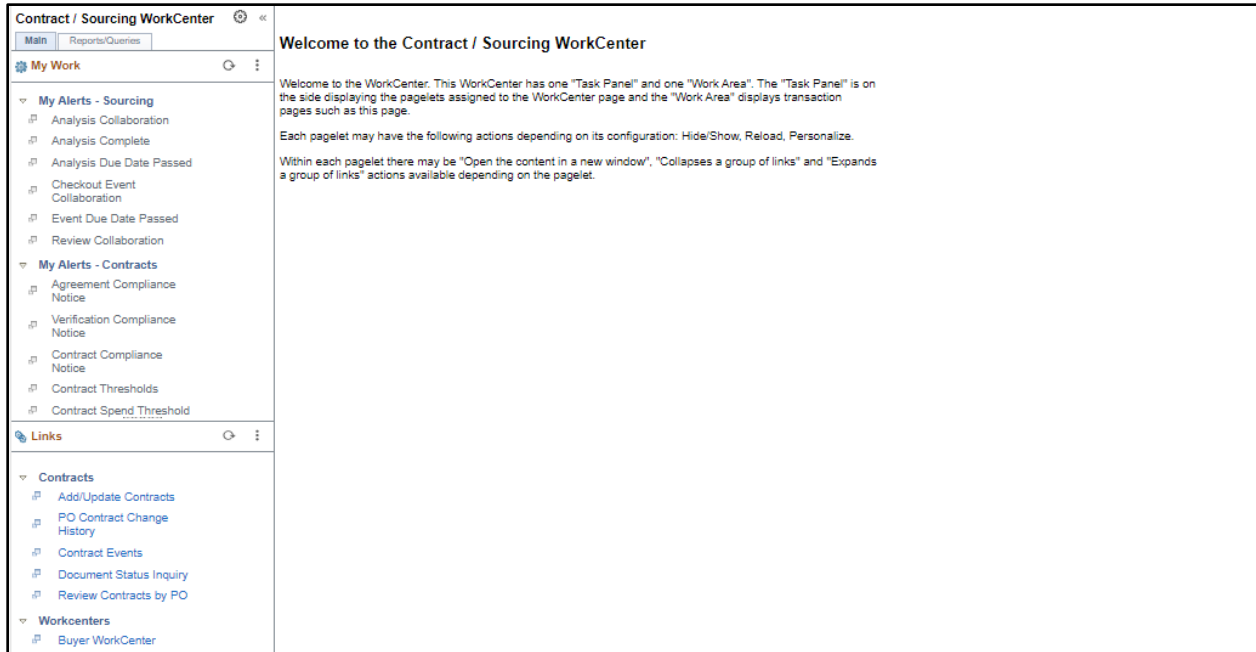 Contract / Sourcing WorkCenter
Main
Reports/Queries
My Work
My Alerts - Sourcing
Analysis Collaboration
Analysis Complete
Analysis Due Date Passed
Checkout Event
Collaboration
Event Due Date Passed
Review Collaboration
My Alerts - Contracts
Agreement Compliance
Notice
Verification Compliance
Notice
Contract Compliance
Notice
Contract Thresholds
Contract Spend Threshold
Links
Contracts
Add/Update Contracts
PO Contract Change
History
Contract Events
Document Status Inquiry
Review Contracts by PO
Workcenters
Buyer WorkCenter
Welcome to the Contract / Sourcing WorkCenter
Welcome to the WorkCenter. This WorkCenter has one "Task Panel" and one "Work Area". The "Task Panel" is on
the side displaying the pagelets assigned to the WorkCenter page and the "Work Area" displays transaction
pages such as this page.
Each pagelet may have the following actions depending on its configuration: Hide/Show, Reload, Personalize.
Within each pagelet there may be "Open the content in a new window", "Collapses a group of links" and "Expands
a group of links" actions available depending on the pagelet.